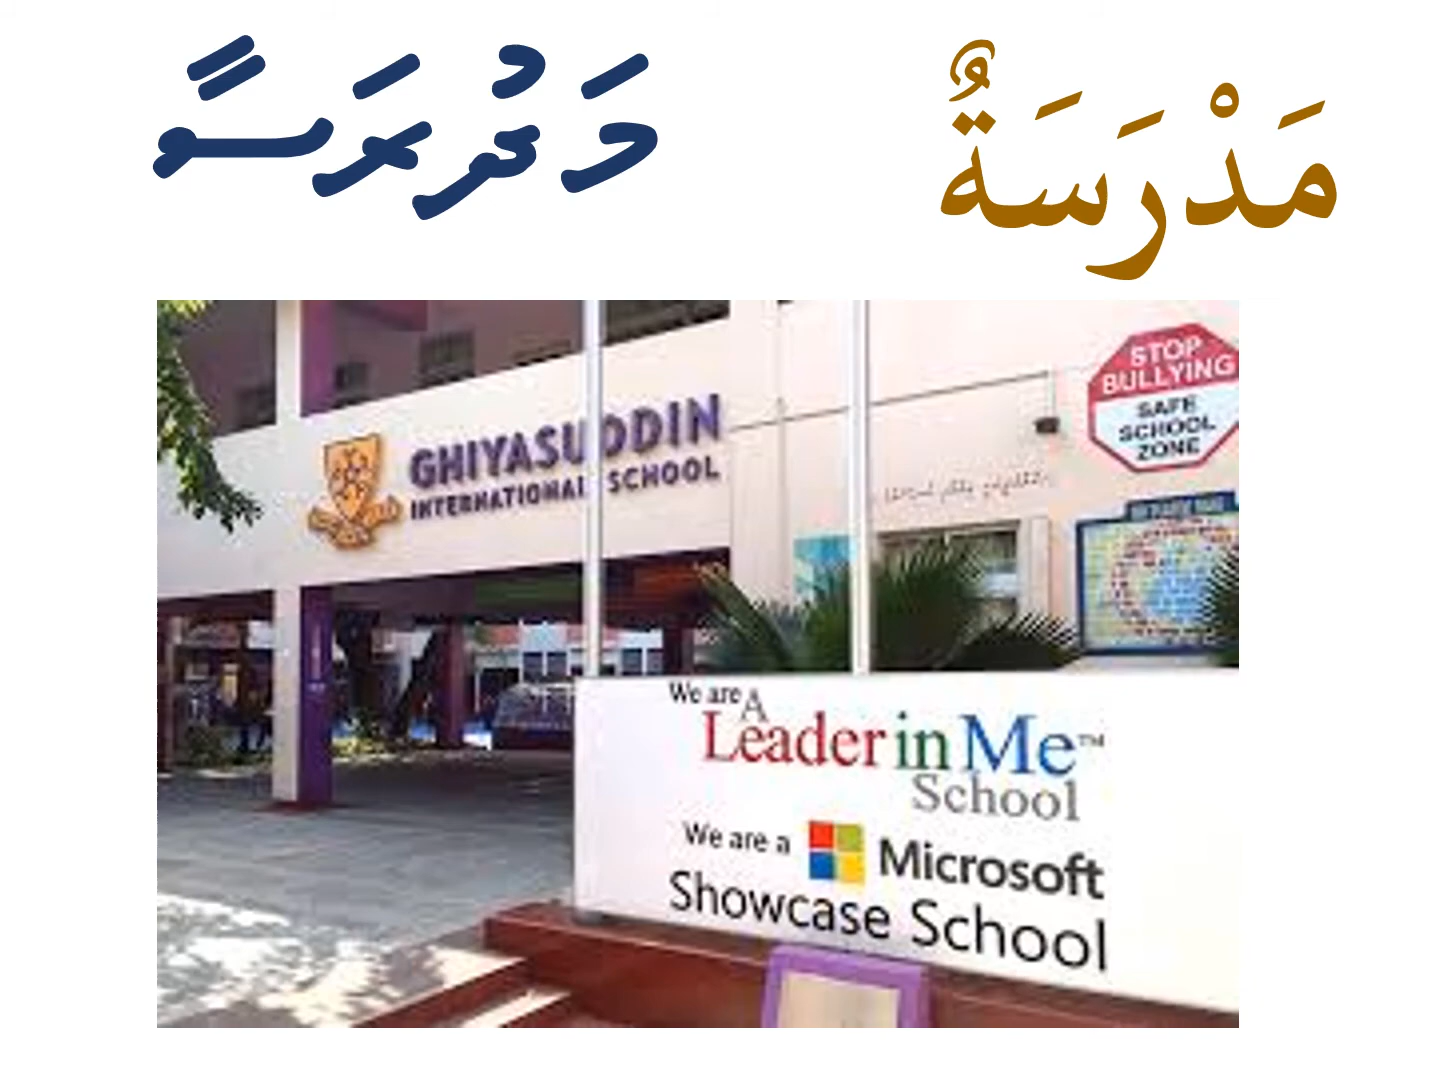 مَدْرَسَةٌ
މަދުރަސާ
GHIYASUDDIN
INTERNATIONAL SCHOOL
STOP
BULLYING
SAFE
SCHOOL
ZONE
We are A
Leader in Me™
School
We are a Microsoft
Showcase School